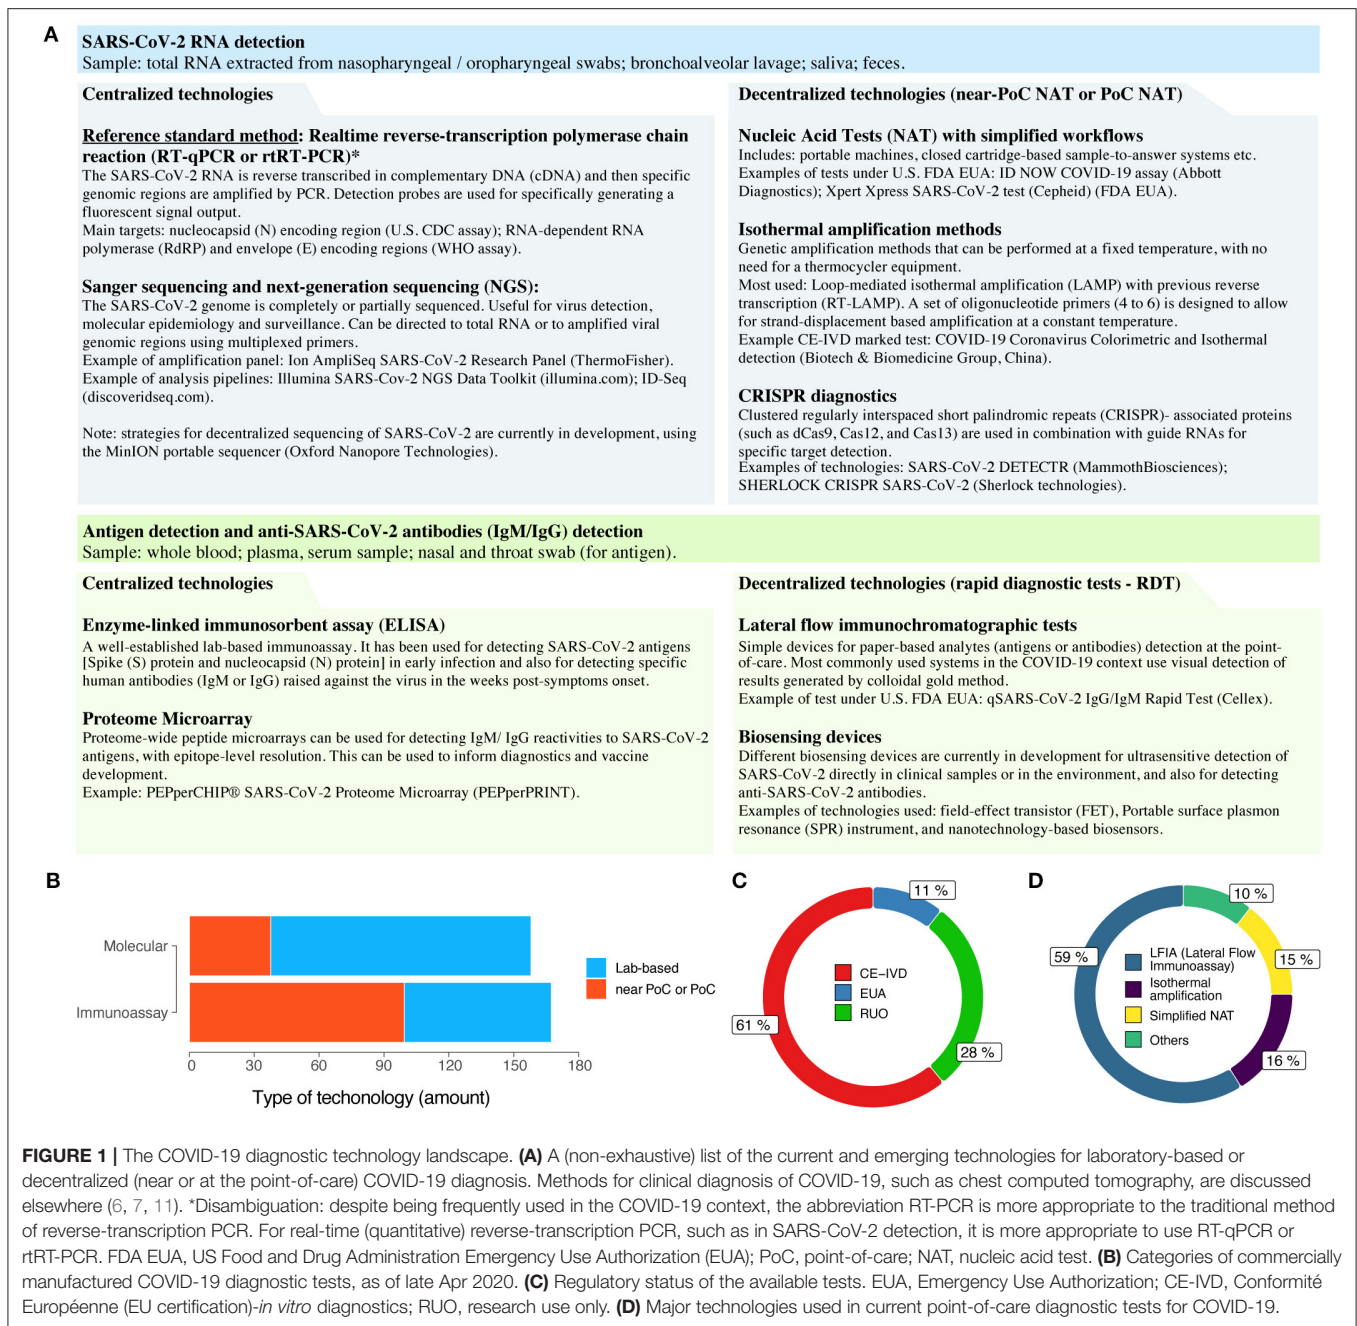 A
SARS-CoV-2 RNA detection
Sample: total RNA extracted from nasopharyngeal / oropharyngeal swabs; bronchoalveolar lavage; saliva; feces.
Centralized technologies
Reference standard method: Realtime reverse-transcription polymerase chain
reaction (RT-qPCR or rtRT-PCR)*
The SARS-CoV-2 RNA is reverse transcribed in complementary DNA (cDNA) and then specific
genomic regions are amplified by PCR. Detection probes are used for specifically generating a
fluorescent signal output.
Main targets: nucleocapsid (N) encoding region (U.S. CDC assay); RNA-dependent RNA
polymerase (RdRP) and envelope (E) encoding regions (WHO assay).
Sanger sequencing and next-generation sequencing (NGS):
The SARS-CoV-2 genome is completely or partially sequenced. Useful for virus detection,
molecular epidemiology and surveillance. Can be directed to total RNA or to amplified viral
genomic regions using multiplexed primers.
Example of amplification panel: Ion AmpliSeq SARS-CoV-2 Research Panel (ThermoFisher).
Example of analysis pipelines: Illumina SARS-Cov-2 NGS Data Toolkit (illumina.com); ID-Seq
(discoveridseq.com).
Note: strategies for decentralized sequencing of SARS-CoV-2 are currently in development, using
the MinION portable sequencer (Oxford Nanopore Technologies).
Decentralized technologies (near-PoC NAT or PoC NAT)
Nucleic Acid Tests (NAT) with simplified workflows
Includes: portable machines, closed cartridge-based sample-to-answer systems etc.
Examples of tests under U.S. FDA EUA: ID NOW COVID-19 assay (Abbott
Diagnostics); Xpert Xpress SARS-CoV-2 test (Cepheid) (FDA EUA).
Isothermal amplification methods
Genetic amplification methods that can be performed at a fixed temperature, with no
need for a thermocycler equipment.
Most used: Loop-mediated isothermal amplification (LAMP) with previous reverse
transcription (RT-LAMP). A set of oligonucleotide primers (4 to 6) is designed to allow
for strand-displacement based amplification at a constant temperature.
Example CE-IVD marked test: COVID-19 Coronavirus Colorimetric and Isothermal
detection (Biotech & Biomedicine Group, China).
CRISPR diagnostics
Clustered regularly interspaced short palindromic repeats (CRISPR)- associated proteins
(such as dCas9, Cas12, and Cas13) are used in combination with guide RNAs for
specific target detection.
Examples of technologies: SARS-CoV-2 DETECTR (MammothBiosciences);
SHERLOCK CRISPR SARS-CoV-2 (Sherlock technologies).
Antigen detection and anti-SARS-CoV-2 antibodies (IgM/IgG) detection
Sample: whole blood; plasma, serum sample; nasal and throat swab (for antigen).
Centralized technologies
Enzyme-linked immunosorbent assay (ELISA)
A well-established lab-based immunoassay. It has been used for detecting SARS-CoV-2 antigens
[Spike (S) protein and nucleocapsid (N) protein] in early infection and also for detecting specific
human antibodies (IgM or IgG) raised against the virus in the weeks post-symptoms onset.
Proteome Microarray
Proteome-wide peptide microarrays can be used for detecting IgM/ IgG reactivities to SARS-CoV-2
antigens, with epitope-level resolution. This can be used to inform diagnostics and vaccine
development.
Example: PEPperCHIP® SARS-CoV-2 Proteome Microarray (PEPperPRINT).
Decentralized technologies (rapid diagnostic tests - RDT)
Lateral flow immunochromatographic tests
Simple devices for paper-based analytes (antigens or antibodies) detection at the point-
of-care. Most commonly used systems in the COVID-19 context use visual detection of
results generated by colloidal gold method.
Example of test under U.S. FDA EUA: qSARS-CoV-2 IgG/IgM Rapid Test (Cellex).
Biosensing devices
Different biosensing devices are currently in development for ultrasensitive detection of
SARS-CoV-2 directly in clinical samples or in the environment, and also for detecting
anti-SARS-CoV-2 antibodies.
Examples of technologies used: field-effect transistor (FET), Portable surface plasmon
resonance (SPR) instrument, and nanotechnology-based biosensors.
B
Molecular
Immunoassay
0 30 60 90 120 150 180
Type of techonology (amount)
Lab-based
near PoC or PoC
C
11 %
61 %
28 %
CE-IVD
EUA
RUO
D
10 %
15 %
16 %
59 %
LFIA (Lateral Flow
Immunoassay)
Isothermal
amplification
Simplified NAT
Others
FIGURE 1 | The COVID-19 diagnostic technology landscape. (A) A (non-exhaustive) list of the current and emerging technologies for laboratory-based or
decentralized (near or at the point-of-care) COVID-19 diagnosis. Methods for clinical diagnosis of COVID-19, such as chest computed tomography, are discussed
elsewhere (6, 7, 11). *Disambiguation: despite being frequently used in the COVID-19 context, the abbreviation RT-PCR is more appropriate to the traditional method
of reverse-transcription PCR. For real-time (quantitative) reverse-transcription PCR, such as in SARS-CoV-2 detection, it is more appropriate to use RT-qPCR or
rtRT-PCR. FDA EUA, US Food and Drug Administration Emergency Use Authorization (EUA); PoC, point-of-care; NAT, nucleic acid test. (B) Categories of commercially
manufactured COVID-19 diagnostic tests, as of late Apr 2020. (C) Regulatory status of the available tests. EUA, Emergency Use Authorization; CE-IVD, Conformité
Européenne (EU certification)-in vitro diagnostics; RUO, research use only. (D) Major technologies used in current point-of-care diagnostic tests for COVID-19.